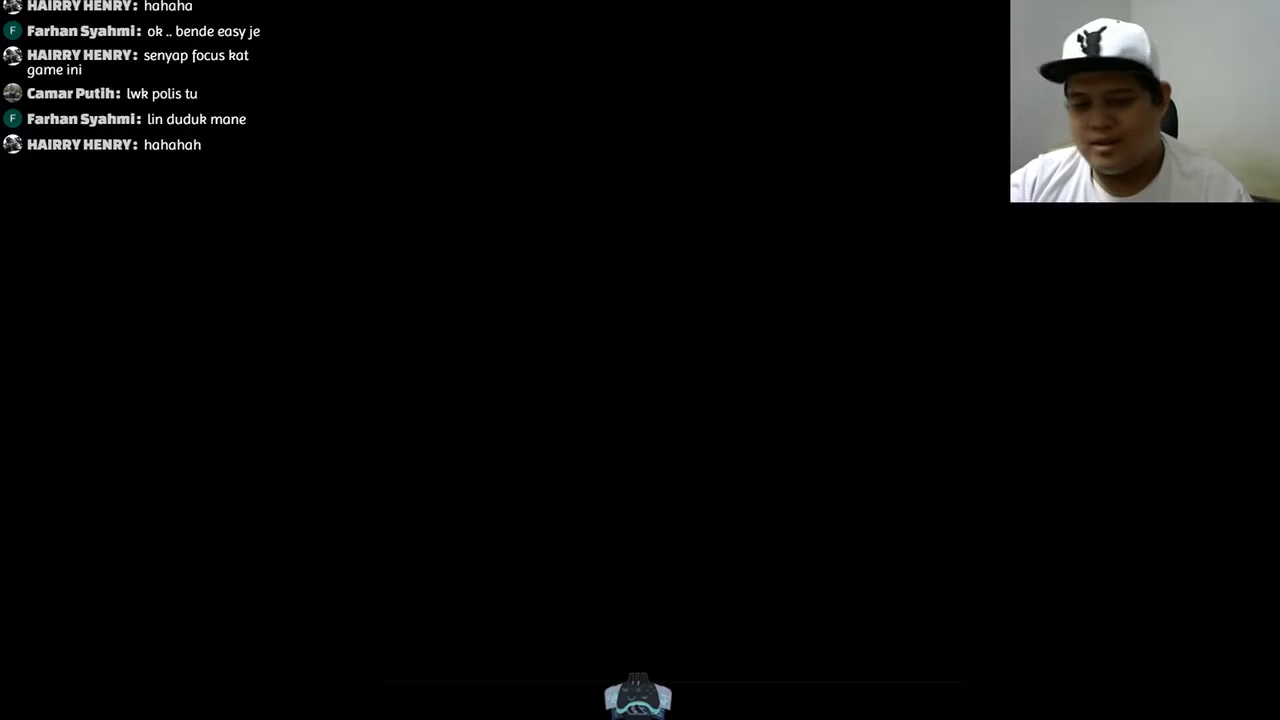 HAIRRY HENRY: hahaha
Farhan Syahmi: ok .. bende easy je
HAIRRY HENRY: senyap focus kat
game ini
Camar Putih: lwk polis tu
Farhan Syahmi: lin duduk mane
HAIRRY HENRY: hahahah